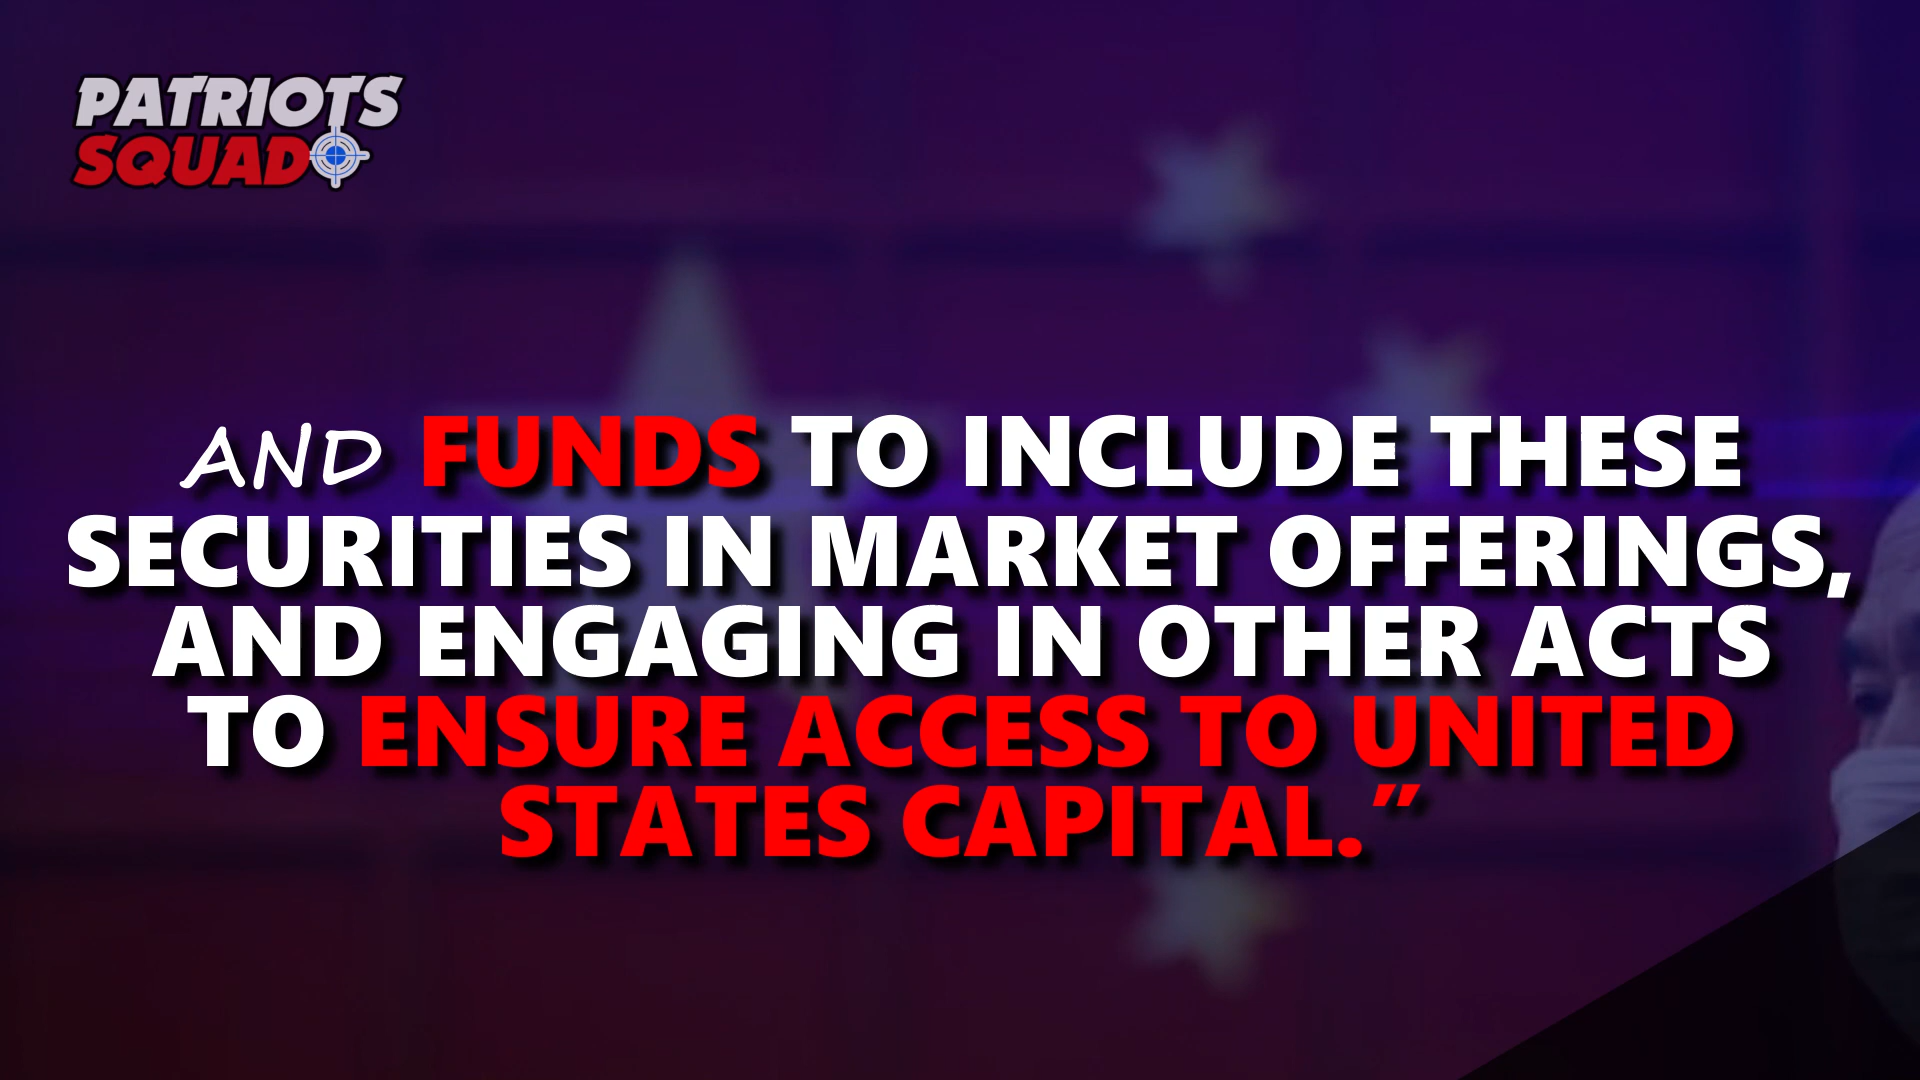 PATRIOTS
SQUAD
AND FUNDS TO INCLUDE THESE
SECURITIES IN MARKET OFFERINGS,
AND ENGAGING IN OTHER ACTS
TO ENSURE ACCESS TO UNITED
STATES CAPITAL.”